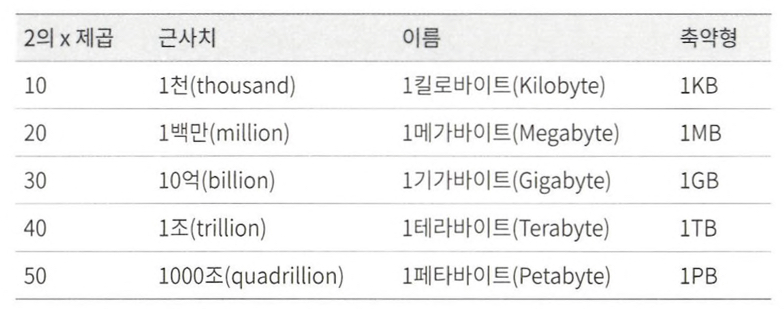 2의 x 제곱 근사치 이름 축약형
10 1천(thousand) 1킬로바이트(Kilobyte) 1KB
20 1백만(million) 1메가바이트(Megabyte) 1MB
30 10억(billion) 1기가바이트(Gigabyte) 1GB
40 1조(trillion) 1테라바이트(Terabyte) 1TB
50 1000조(quadrillion) 1페타바이트(Petabyte) 1PB